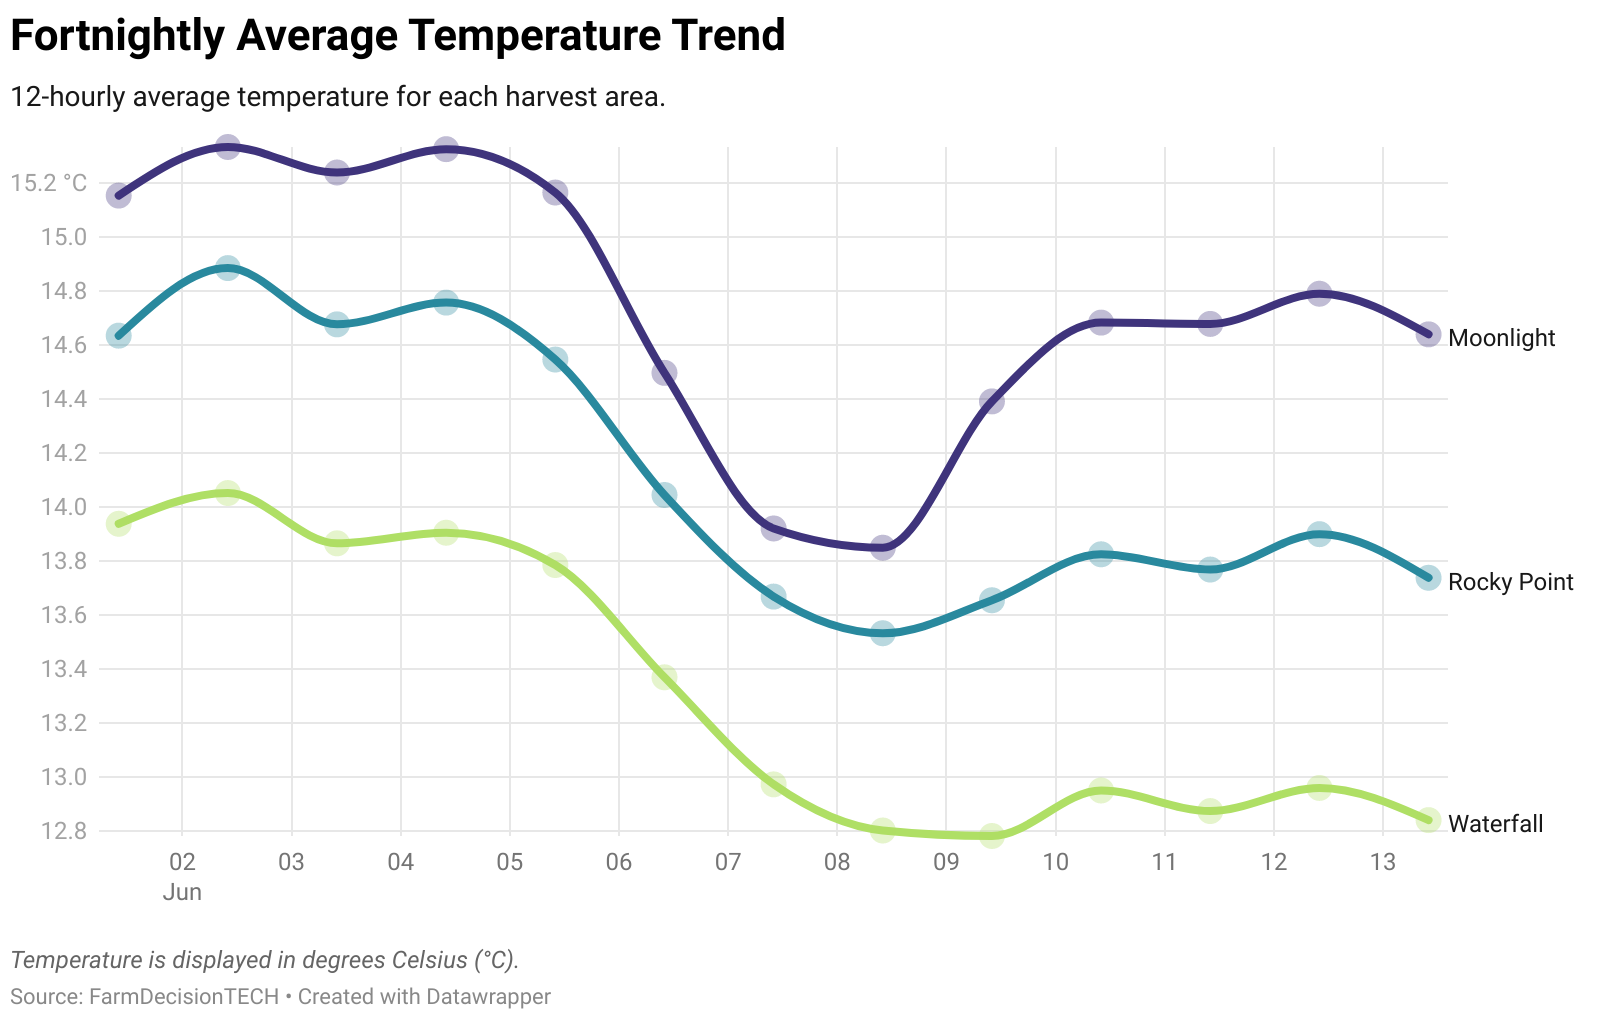 Fortnightly Average Temperature Trend
12-hourly average temperature for each harvest area.
15.2 °C
15.0
14.8
14.6
14.4
14.2
14.0
13.8
13.6
13.4
13.2
13.0
12.8
Moonlight
Rocky Point
Waterfall
02 03 04 05 06 07 08 09 10 11 12 13
Jun
Temperature is displayed in degrees Celsius (°C).
Source: FarmDecisionTECH • Created with Datawrapper